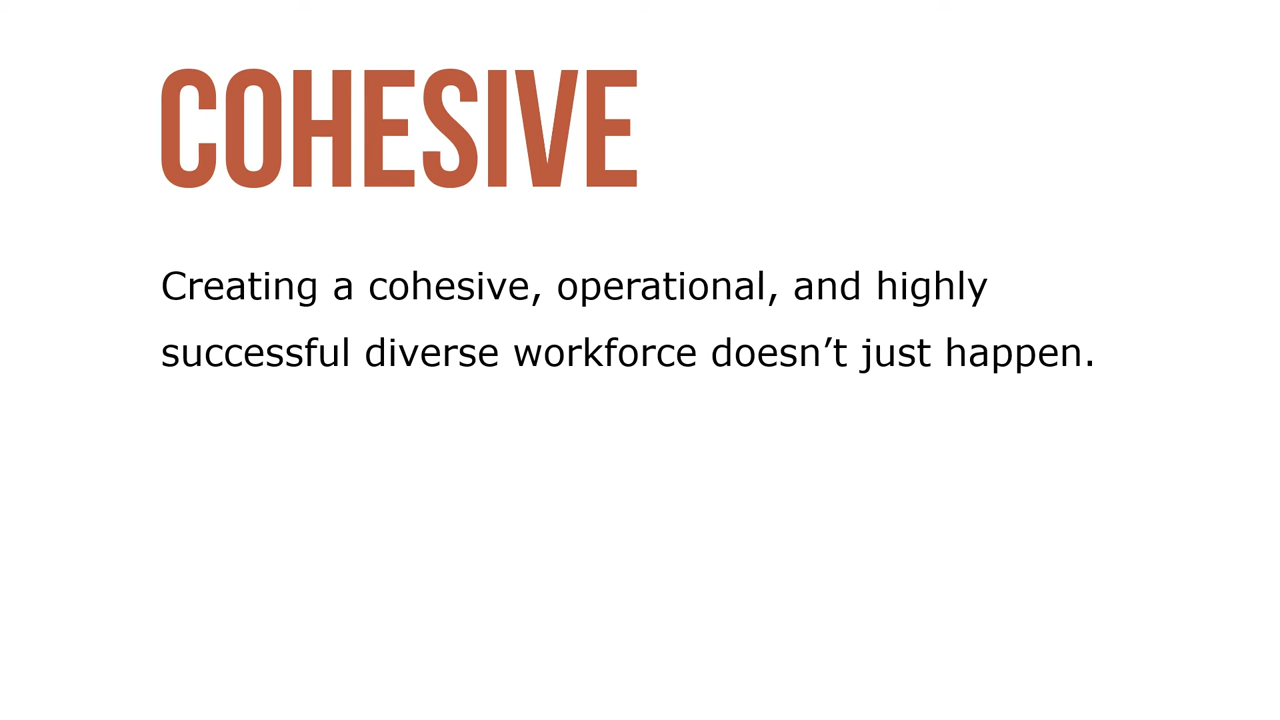 COHESIVE
Creating a cohesive, operational, and highly
successful diverse workforce doesn’t just happen.